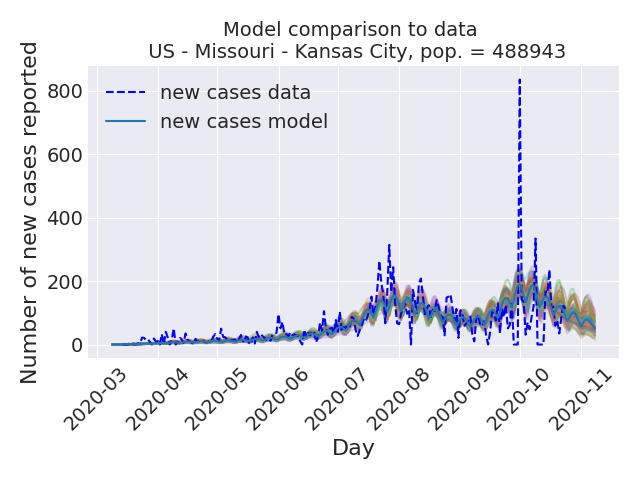 Model comparison to data
US - Missouri - Kansas City, pop. = 488943
Number of new cases reported
800
600
400
200
0
new cases data
new cases model
2020-03
2020-04
2020-05
2020-06
2020-07
2020-08
2020-09
2020-10
2020-11
Day